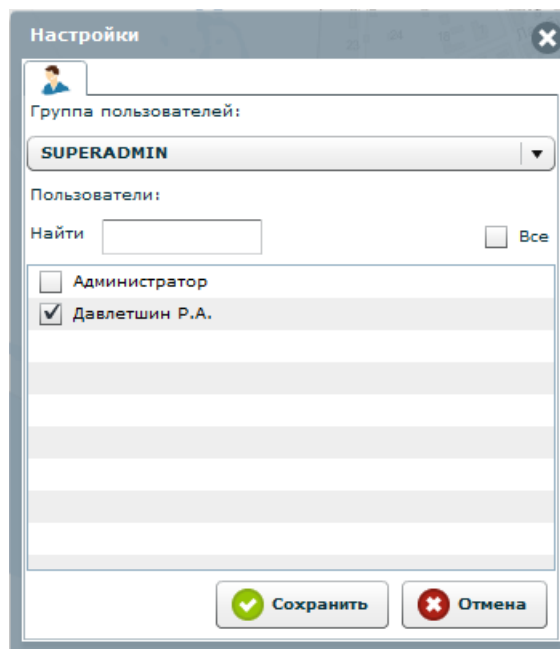 Настройки
Группа пользователей:
SUPERADMIN
Пользователи:
Найти Все
Администратор
Давлетшин Р.А.
Сохранить Отмена